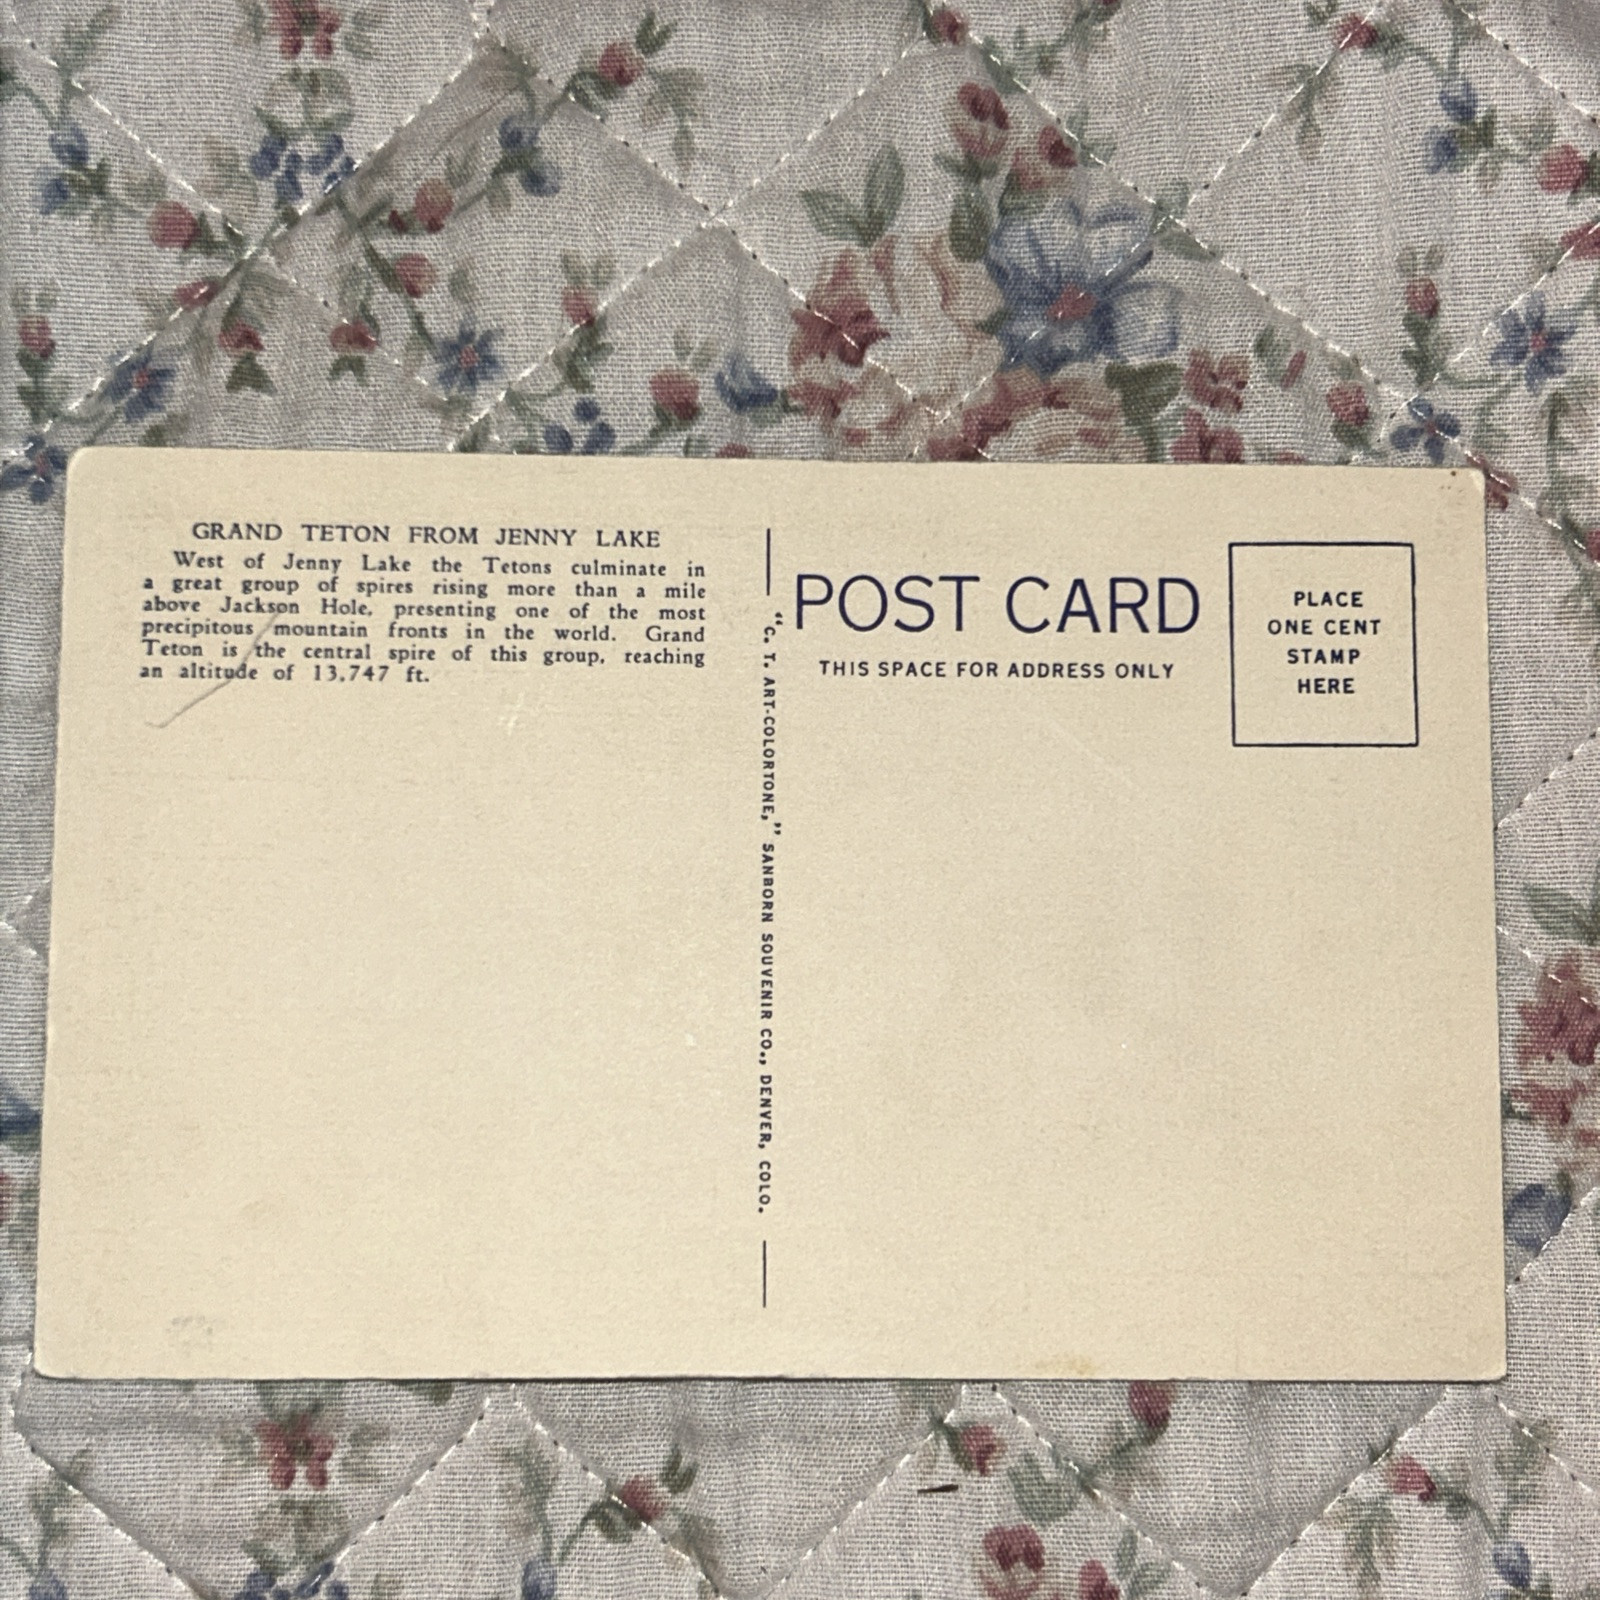 GRAND TETON FROM JENNY LAKE
West of Jenny Lake the Tetons culminate in
a great group of spires rising more than a mile
above Jackson Hole, presenting one of the most
precipitous mountain fronts in the world. Grand
Teton is the central spire of this group, reaching
an altitude of 13,747 ft.
"C. T. ART-COLORTONE," SANBORN SOUVENIR CO., DENVER, COLO.
POST CARD
THIS SPACE FOR ADDRESS ONLY
PLACE
ONE CENT
STAMP
HERE